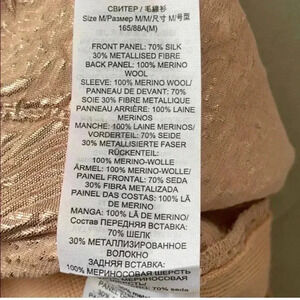 СВИТЕР / 毛織衫
Size M/Размер M/M/尺寸 M/号型
165/88A(M)
FRONT PANEL: 70% SILK
30% METALLISED FIBRE
BACK PANEL: 100% MERINO
WOOL
SLEEVE: 100% MERINO WOOL/
PANNEAU DE DEVANT: 70%
SOIE 30% FIBRE METALLIQUE
PANNEAU ARRIÈRE: 100% LAINE
MERINOS
MANCHE: 100% LAINE MERINOS/
VORDERTEIL: 70% SEIDE
30% METALLISIERTE FASER
RÜCKENTEIL:
100% MERINO-WOLLE
ÄRMEL: 100% MERINO-WOLLE/
PAINEL FRONTAL: 70% SEDA
30% FIBRA METALIZADA
PAINEL DAS COSTAS: 100% LÃ
DE MERINO
MANGA: 100% LÃ DE MERINO/
Состав ПЕРЕДНЯЯ ВСТАВКА:
70% ШЕЛК
30% МЕТАЛЛИЗИРОВАННОЕ
ВОЛОКНО
ЗАДНЯЯ ВСТАВКА:
100% МЕРИНОСОВАЯ ШЕРСТЬ